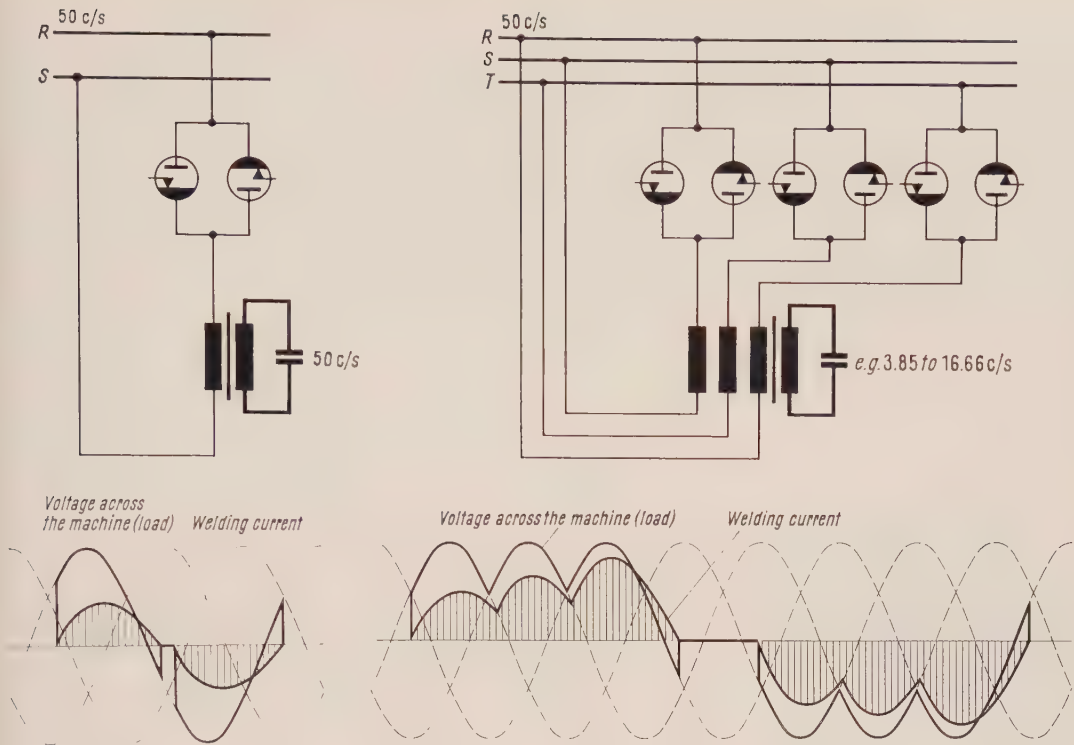 50 c/s
R
S
50 c/s
50 c/s
R
S
T
e.g. 3.85 to 16.66 c/s
Voltage across
the machine (load)
Welding current
Voltage across the machine (load)
Welding current